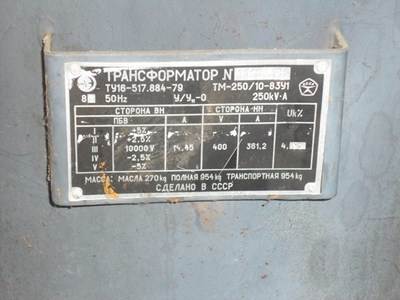 ТРАНСФОРМАТОР N
ТУ16-517.884-79 ТМ-250/10-83У1
8 50Hz У/Ун-0 250kV·A
СТОРОНА ВН СТОРОНА НН Uk%
ПБВ A V A
I +5%
II +2,5%
III 10000V 14,45 400 361,2 4,
IV -2,5%
V -5%
МАССА: МАСЛА 270kg ПОЛНАЯ 954kg ТРАНСПОРТНАЯ 954kg
СДЕЛАНО В СССР